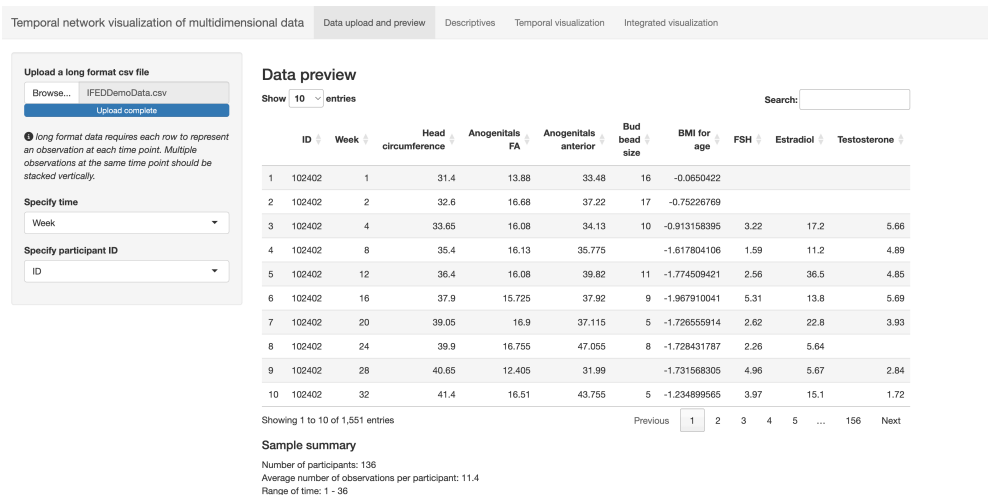 Temporal network visualization of multidimensional data Data upload and preview Descriptives Temporal visualization Integrated visualization
Upload a long format csv file
Browse... IFEDDemoData.csv
Upload complete
long format data requires each row to represent
an observation at each time point. Multiple
observations at the same time point should be
stacked vertically.
Specify time
Week
Specify participant ID
ID
Data preview
Show 10 entries Search:
ID Week Head circumference Anogenitals FA Anogenitals anterior Bud bead size BMI for age FSH Estradiol Testosterone
1 102402 1 31.4 13.88 33.48 16 -0.0650422
2 102402 2 32.6 16.68 37.22 17 -0.75226769
3 102402 4 33.65 16.08 34.13 10 -0.913158395 3.22 17.2 5.66
4 102402 8 35.4 16.13 35.775 -1.617804106 1.59 11.2 4.89
5 102402 12 36.4 16.08 39.82 11 -1.774509421 2.56 36.5 4.85
6 102402 16 37.9 15.725 37.92 9 -1.967910041 5.31 13.8 5.69
7 102402 20 39.05 16.9 37.115 5 -1.726555914 2.62 22.8 3.93
8 102402 24 39.9 16.755 47.055 8 -1.728431787 2.26 5.64
9 102402 28 40.65 12.405 31.99 -1.731568305 4.96 5.67 2.84
10 102402 32 41.4 16.51 43.755 5 -1.234899565 3.97 15.1 1.72
Showing 1 to 10 of 1,551 entries Previous 1 2 3 4 5 ... 156 Next
Sample summary
Number of participants: 136
Average number of observations per participant: 11.4
Range of time: 1 - 36